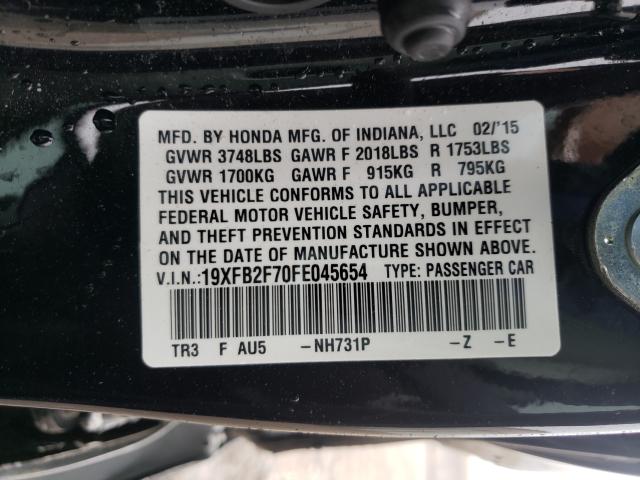 MFD. BY HONDA MFG. OF INDIANA, LLC 02/'15
GVWR 3748LBS GAWR F 2018LBS R 1753LBS
GVWR 1700KG GAWR F 915KG R 795KG
THIS VEHICLE CONFORMS TO ALL APPLICABLE
FEDERAL MOTOR VEHICLE SAFETY, BUMPER,
AND THEFT PREVENTION STANDARDS IN EFFECT
ON THE DATE OF MANUFACTURE SHOWN ABOVE.
V.I.N.:19XFB2F70FE045654 TYPE: PASSENGER CAR
TR3 F AU5 -NH731P -Z -E